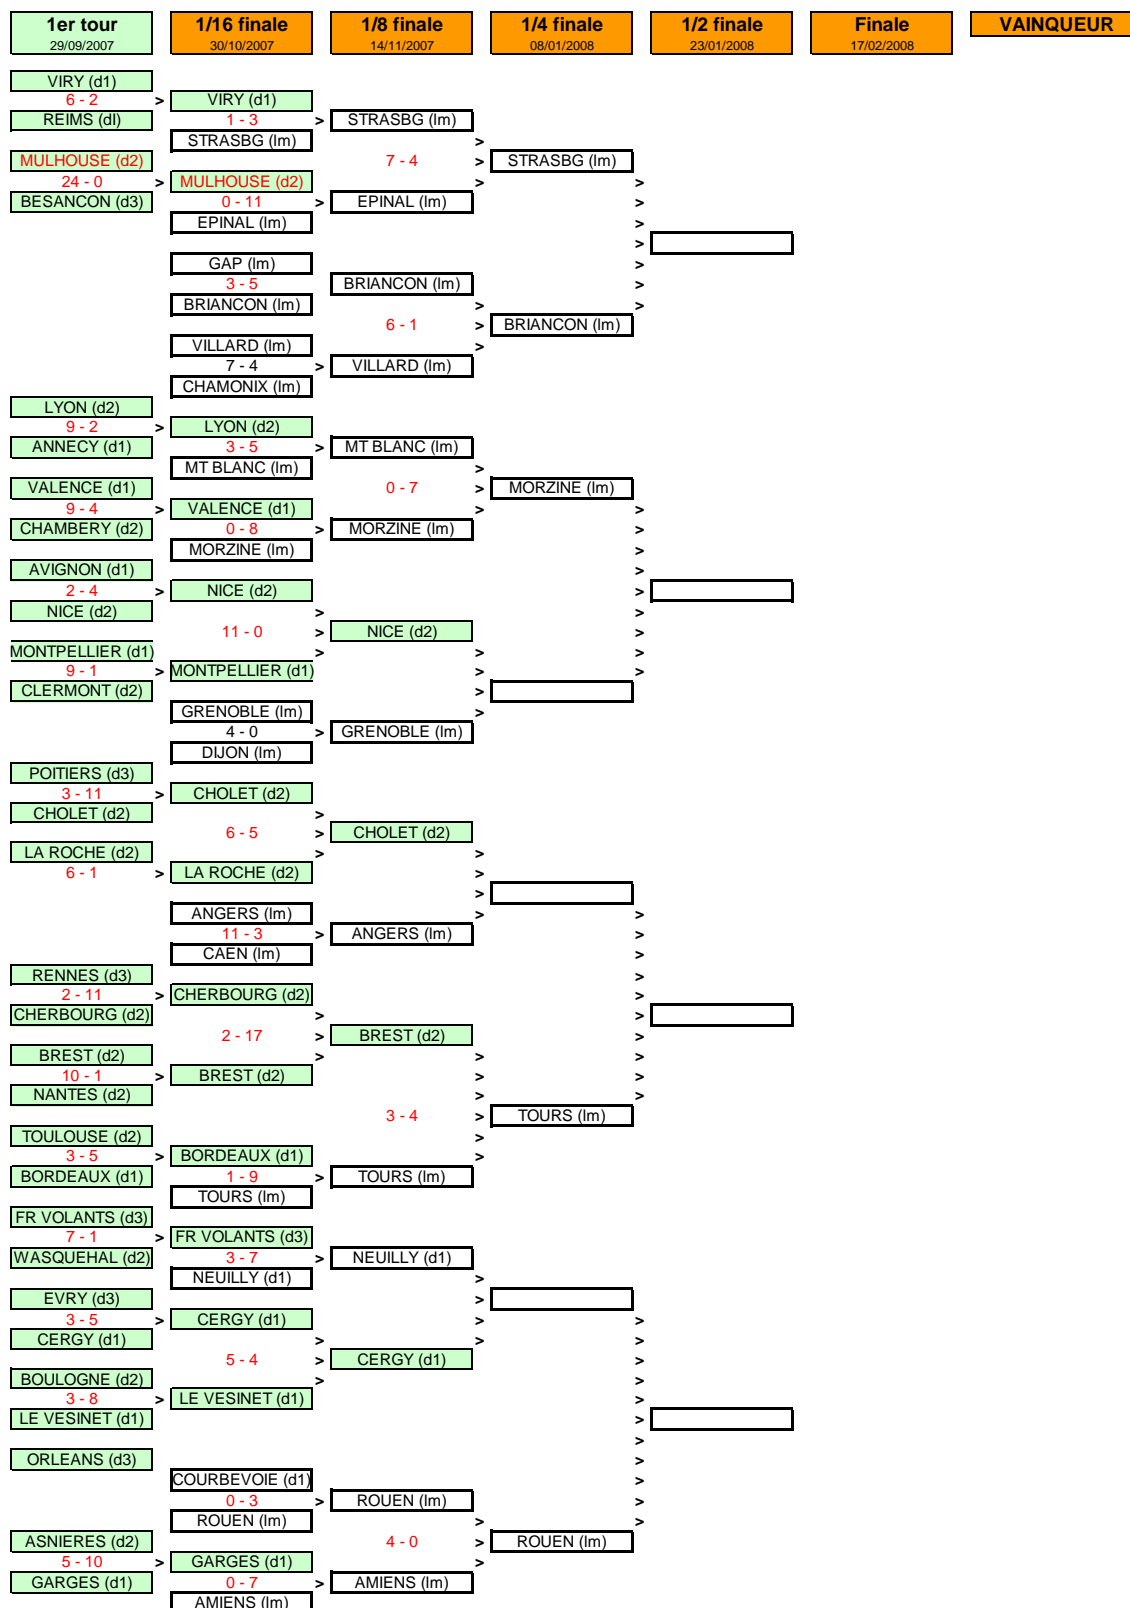 1er tour 1/16 finale 1/8 finale 1/4 finale 1/2 finale Finale VAINQUEUR
29/09/2007 30/10/2007 14/11/2007 08/01/2008 23/01/2008 17/02/2008
VIRY (d1)
6 - 2 > VIRY (d1)
REIMS (dl) 1 - 3 > STRASBG (lm)
STRASBG (lm) >
MULHOUSE (d2) 7 - 4 > STRASBG (lm)
24 - 0 > MULHOUSE (d2) > >
BESANCON (d3) 0 - 11 > EPINAL (lm) >
EPINAL (lm) >
>
GAP (lm) >
3 - 5 BRIANCON (lm) >
BRIANCON (lm) > >
6 - 1 > BRIANCON (lm)
VILLARD (lm) >
7 - 4 > VILLARD (lm)
CHAMONIX (lm)
LYON (d2)
9 - 2 > LYON (d2)
ANNECY (d1) 3 - 5 > MT BLANC (lm)
MT BLANC (lm) >
VALENCE (d1) 0 - 7 > MORZINE (lm)
9 - 4 > VALENCE (d1) > >
CHAMBERY (d2) 0 - 8 > MORZINE (lm) >
MORZINE (lm) >
AVIGNON (d1) >
2 - 4 > NICE (d2) >
NICE (d2) > >
11 - 0 > NICE (d2) >
MONTPELLIER (d1) > > >
9 - 1 > MONTPELLIER (d1) > >
CLERMONT (d2) >
GRENOBLE (lm) >
4 - 0 > GRENOBLE (lm)
DIJON (lm)
POITIERS (d3)
3 - 11 > CHOLET (d2)
CHOLET (d2) >
6 - 5 > CHOLET (d2)
LA ROCHE (d2) > >
6 - 1 > LA ROCHE (d2) >
>
ANGERS (lm) > >
11 - 3 > ANGERS (lm) >
CAEN (lm) >
RENNES (d3) >
2 - 11 > CHERBOURG (d2) >
CHERBOURG (d2) > >
2 - 17 > BREST (d2) >
BREST (d2) > > >
10 - 1 > BREST (d2) > >
NANTES (d2) > >
3 - 4 > TOURS (lm)
TOULOUSE (d2) >
3 - 5 > BORDEAUX (d1) >
BORDEAUX (d1) 1 - 9 > TOURS (lm)
TOURS (lm)
FR VOLANTS (d3)
7 - 1 > FR VOLANTS (d3)
WASQUEHAL (d2) 3 - 7 > NEUILLY (d1)
NEUILLY (d1) >
EVRY (d3) >
3 - 5 > CERGY (d1) > >
CERGY (d1) > > >
5 - 4 > CERGY (d1) >
BOULOGNE (d2) > >
3 - 8 > LE VESINET (d1) >
LE VESINET (d1) >
>
ORLEANS (d3) >
COURBEVOIE (d1) >
0 - 3 > ROUEN (lm) >
ROUEN (lm) > >
ASNIERES (d2) 4 - 0 > ROUEN (lm)
5 - 10 > GARGES (d1) >
GARGES (d1) 0 - 7 > AMIENS (lm)
AMIENS (lm)